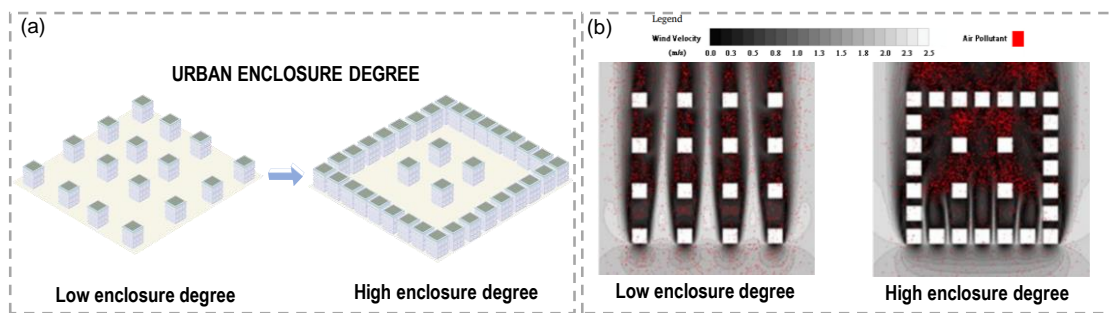 (a)
URBAN ENCLOSURE DEGREE
Low enclosure degree
High enclosure degree
(b)
Legend
Wind Velocity
(m/s)
0.0 0.3 0.5 0.8 1.0 1.3 1.5 1.8 2.0 2.3 2.5
Air Pollutant
Low enclosure degree
High enclosure degree